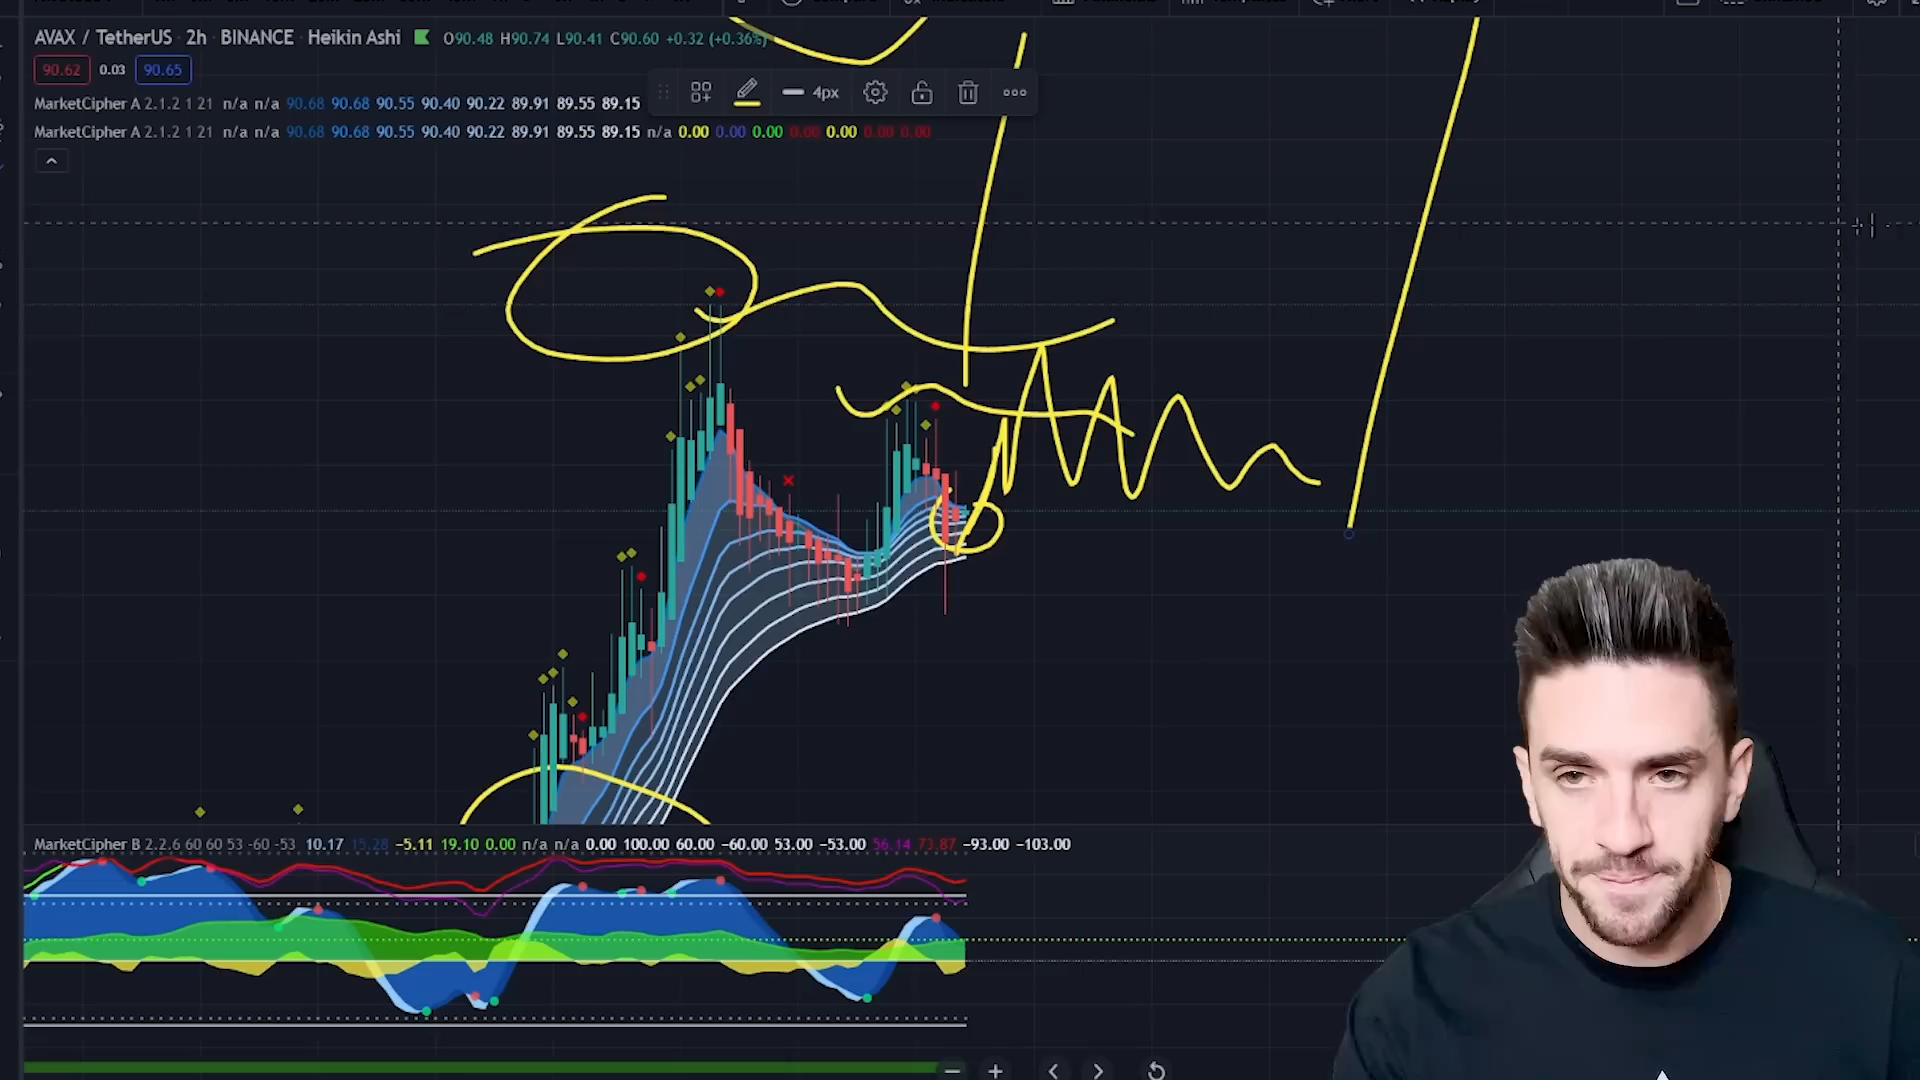 AVAX / TetherUS · 2h · BINANCE · Heikin Ashi O90.48 H90.74 L90.41 C90.60 +0.32 (+0.36%)
90.62 0.03 90.65
4px
MarketCipher A 2.1.2 1 21 n/a n/a 90.68 90.68 90.55 90.40 90.22 89.91 89.55 89.15
MarketCipher A 2.1.2 1 21 n/a n/a 90.68 90.68 90.55 90.40 90.22 89.91 89.55 89.15 n/a 0.00 0.00 0.00 0.00 0.00 0.00 0.00
MarketCipher B 2.2.6 60 60 53 -60 -53 10.17 15.28 −5.11 19.10 0.00 n/a n/a 0.00 100.00 60.00 −60.00 53.00 −53.00 56.14 73.87 −93.00 −103.00